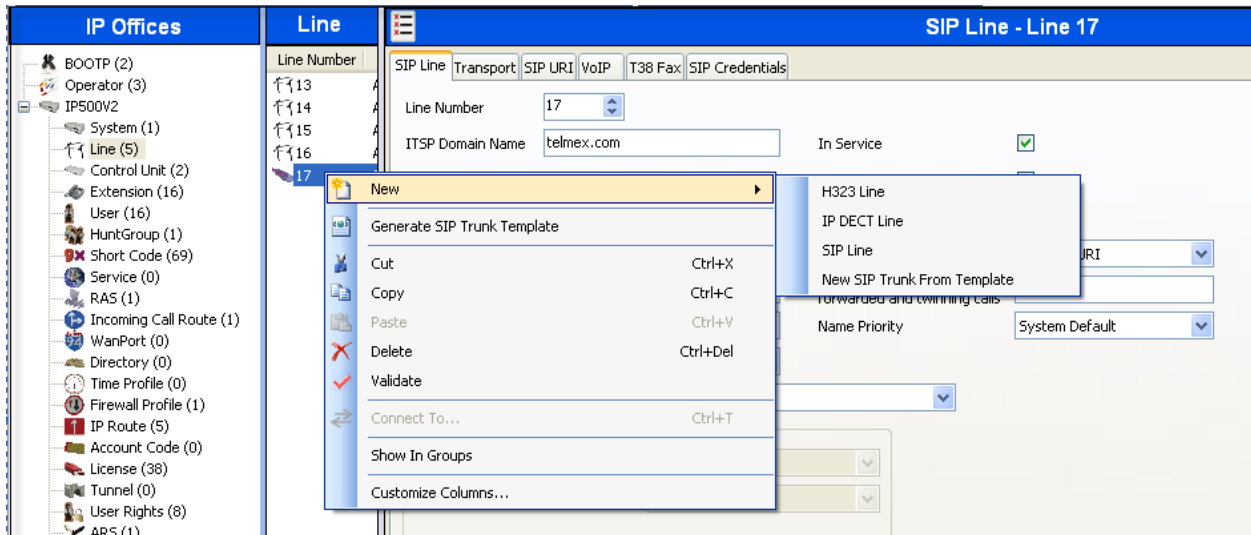 IP Offices
BOOTP (2)
Operator (3)
IP500V2
System (1)
Line (5)
Control Unit (2)
Extension (16)
User (16)
HuntGroup (1)
Short Code (69)
Service (0)
RAS (1)
Incoming Call Route (1)
WanPort (0)
Directory (0)
Time Profile (0)
Firewall Profile (1)
IP Route (5)
Account Code (0)
License (38)
Tunnel (0)
User Rights (8)
ARS (1)
Line
Line Number
13
14
15
16
17
SIP Line - Line 17
SIP Line Transport SIP URI VoIP T38 Fax SIP Credentials
Line Number 17
ITSP Domain Name telmex.com In Service
URI
forwarded and twinning calls
Name Priority System Default
New
Generate SIP Trunk Template
Cut Ctrl+X
Copy Ctrl+C
Paste Ctrl+V
Delete Ctrl+Del
Validate
Connect To... Ctrl+T
Show In Groups
Customize Columns...
H323 Line
IP DECT Line
SIP Line
New SIP Trunk From Template